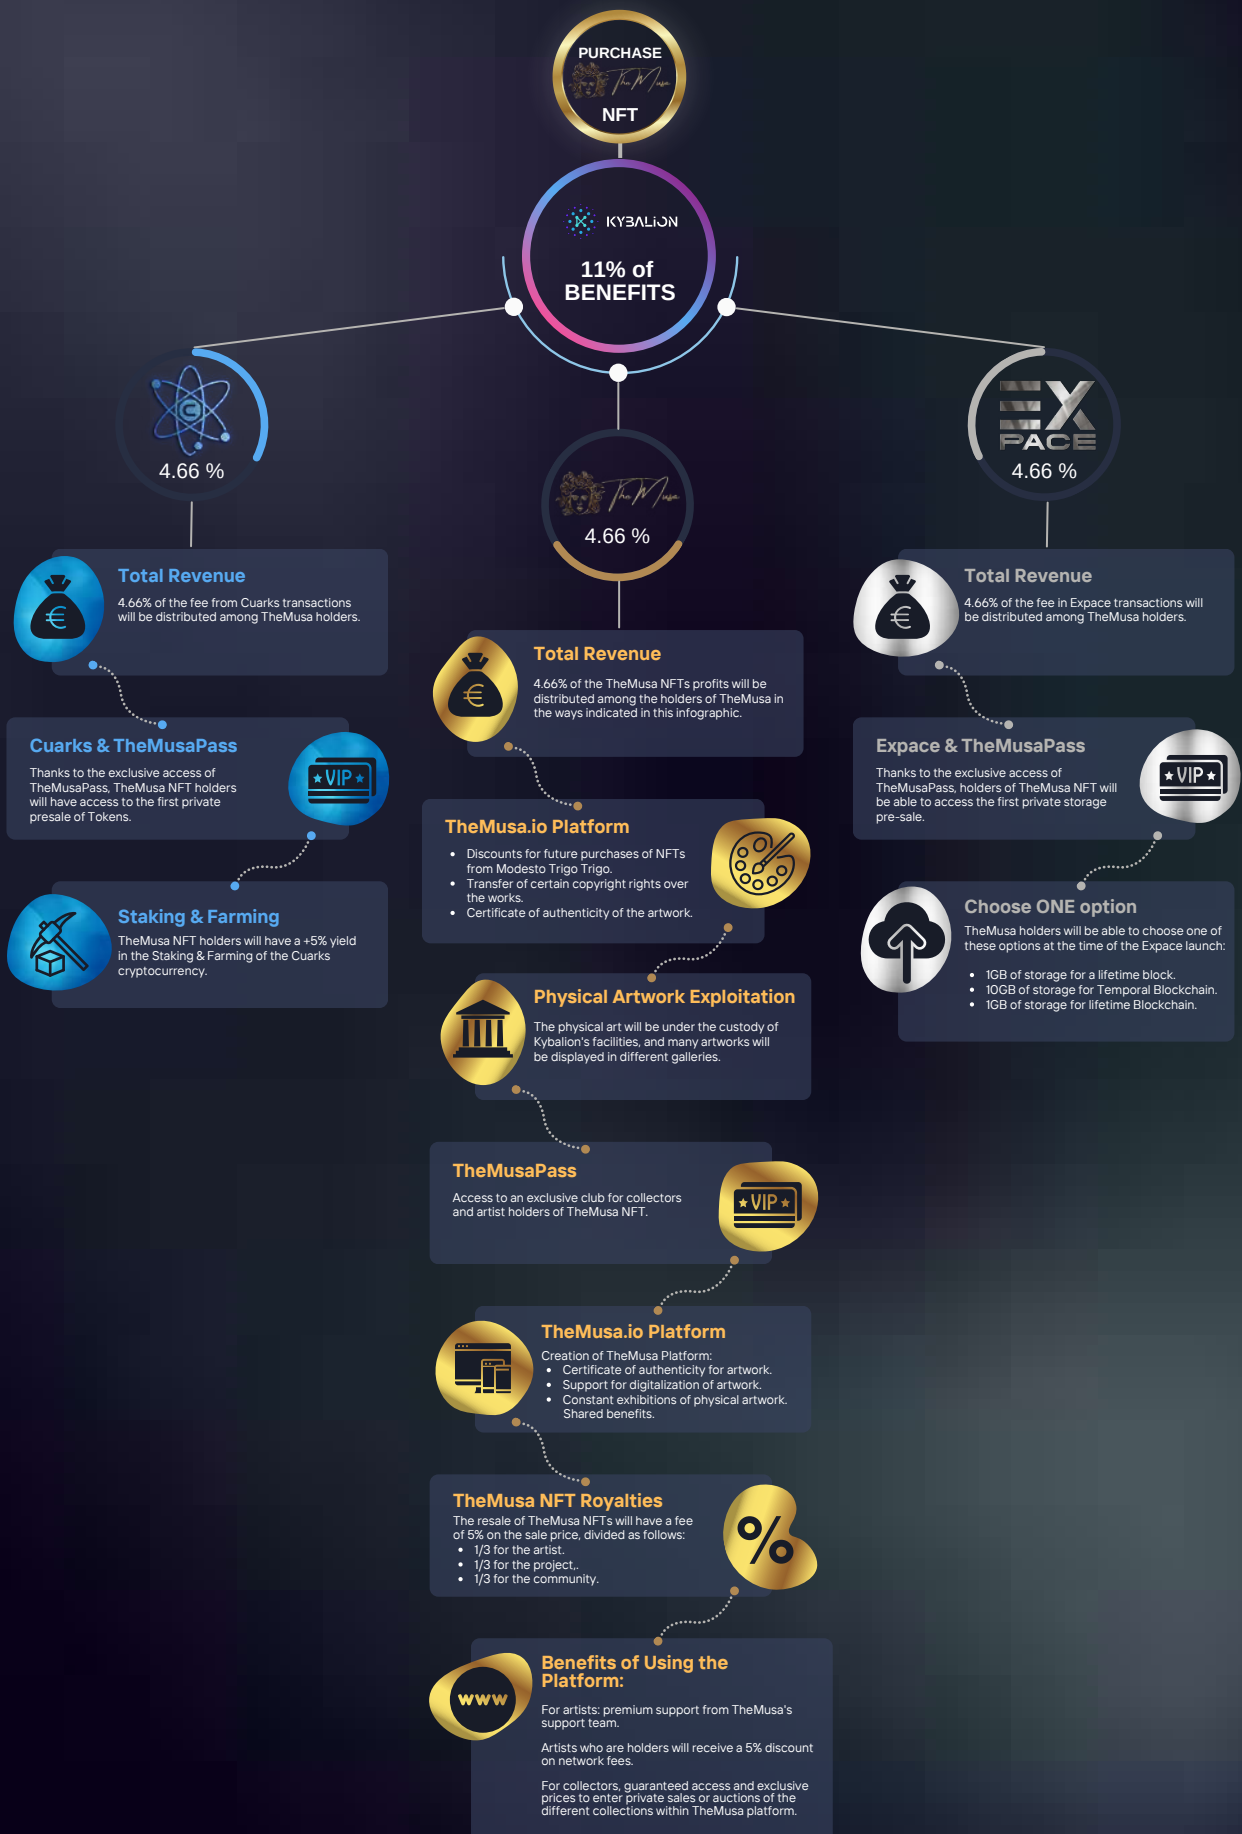 PURCHASE
TheMusa
NFT
KYBALION
11% of
BENEFITS
C
4.66 %
TheMusa
4.66 %
EX
PACE
4.66 %
€
Total Revenue
4.66% of the fee from Cuarks transactions
will be distributed among TheMusa holders.
Cuarks & TheMusaPass
Thanks to the exclusive access of
TheMusaPass, TheMusa NFT holders
will have access to the first private
presale of Tokens.
VIP
Staking & Farming
TheMusa NFT holders will have a +5% yield
in the Staking & Farming of the Cuarks
cryptocurrency.
€
Total Revenue
4.66% of the TheMusa NFTs profits will be
distributed among the holders of TheMusa in
the ways indicated in this infographic.
TheMusa.io Platform
• Discounts for future purchases of NFTs
from Modesto Trigo Trigo.
• Transfer of certain copyright rights over
the works.
• Certificate of authenticity of the artwork.
Physical Artwork Exploitation
The physical art will be under the custody of
Kybalion's facilities, and many artworks will
be displayed in different galleries.
TheMusaPass
Access to an exclusive club for collectors
and artist holders of TheMusa NFT.
VIP
TheMusa.io Platform
Creation of TheMusa Platform:
• Certificate of authenticity for artwork.
• Support for digitalization of artwork.
• Constant exhibitions of physical artwork.
Shared benefits.
TheMusa NFT Royalties
The resale of TheMusa NFTs will have a fee
of 5% on the sale price, divided as follows:
• 1/3 for the artist.
• 1/3 for the project,.
• 1/3 for the community.
%
www
Benefits of Using the
Platform:
For artists: premium support from TheMusa's
support team.
Artists who are holders will receive a 5% discount
on network fees.
For collectors, guaranteed access and exclusive
prices to enter private sales or auctions of the
different collections within TheMusa platform.
€
Total Revenue
4.66% of the fee in Expace transactions will
be distributed among TheMusa holders.
Expace & TheMusaPass
Thanks to the exclusive access of
TheMusaPass, holders of TheMusa NFT will
be able to access the first private storage
pre-sale.
VIP
Choose ONE option
TheMusa holders will be able to choose one of
these options at the time of the Expace launch:
• 1GB of storage for a lifetime block.
• 10GB of storage for Temporal Blockchain.
• 1GB of storage for lifetime Blockchain.